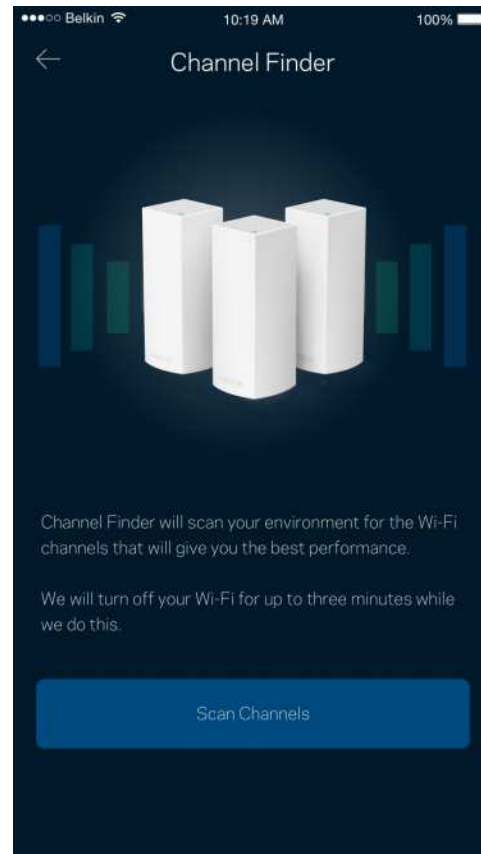 Belkin 10:19 AM 100%
Channel Finder
Channel Finder will scan your environment for the Wi-Fi
channels that will give you the best performance.
We will turn off your Wi-Fi for up to three minutes while
we do this.
Scan Channels